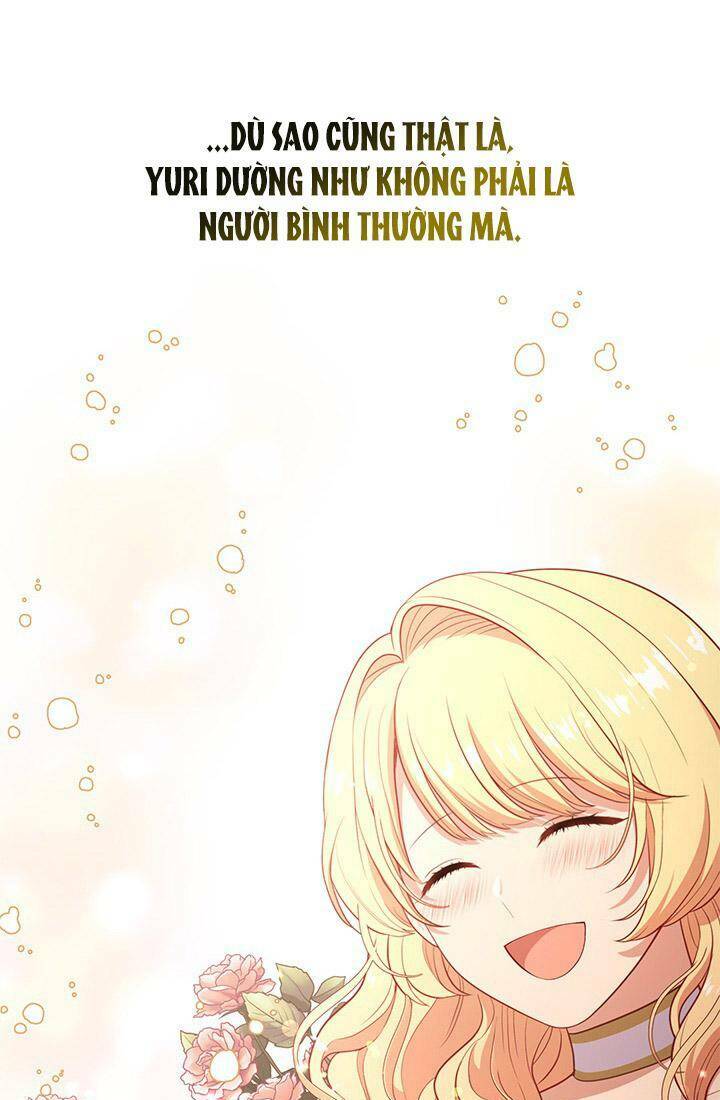 ...DÙ SAO CŨNG THẬT LÀ,
YURI DƯỜNG NHƯ KHÔNG PHẢI LÀ
NGƯỜI BÌNH THƯỜNG MÀ.